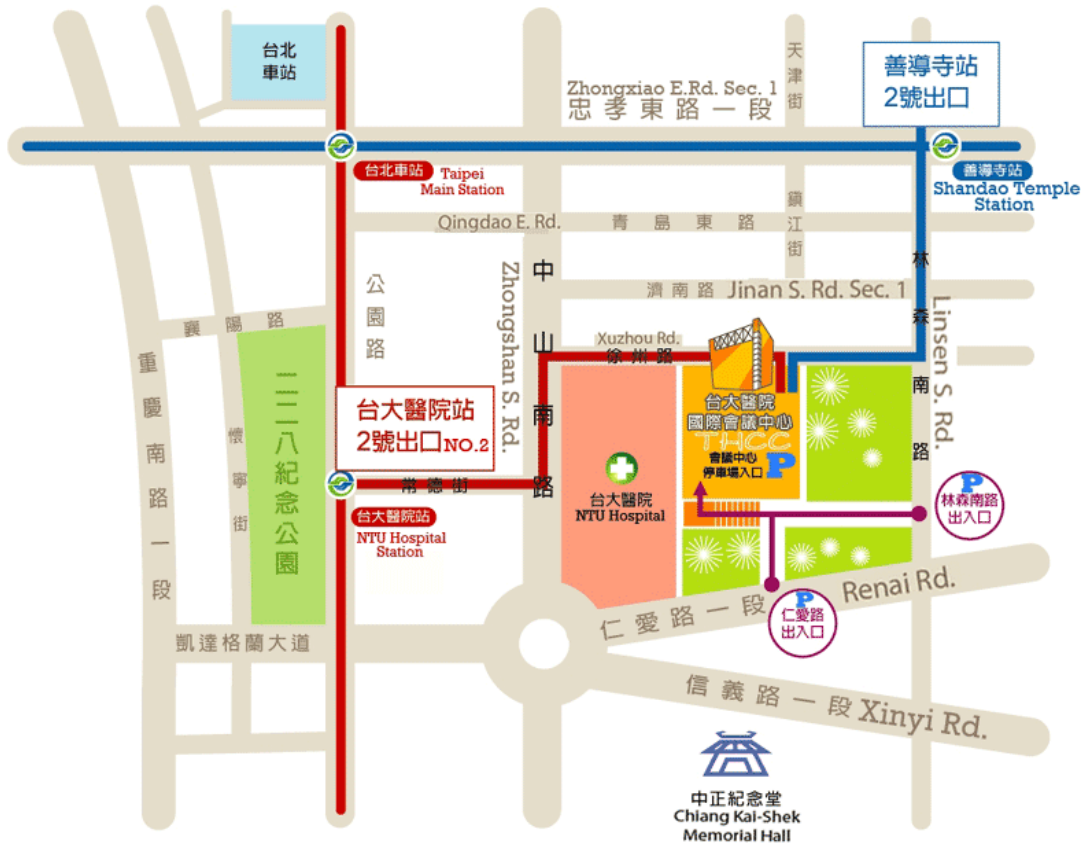 台北
車站
天津街
善導寺站
2號出口
Zhongxiao E.Rd. Sec. 1
忠孝東路一段
台北車站
Taipei
Main Station
善導寺站
Shandao Temple
Station
鎮江街
Qingdao E. Rd.
青島東路
公園路
Zhongshan S. Rd.
中山南路
濟南路
Jinan S. Rd. Sec. 1
林森南路
Linsen S. Rd.
襄陽路
Xuzhou Rd.
徐州路
重慶南路一段
懷寧街
二二八紀念公園
台大醫院站
2號出口NO.2
台大醫院
國際會議中心
THCC
會議中心
停車場入口
P
常德街
台大醫院
NTU Hospital
台大醫院站
NTU Hospital
Station
P
林森南路
出入口
Renai Rd.
仁愛路一段
P
仁愛路
出入口
凱達格蘭大道
信義路一段
Xinyi Rd.
中正紀念堂
Chiang Kai-Shek
Memorial Hall